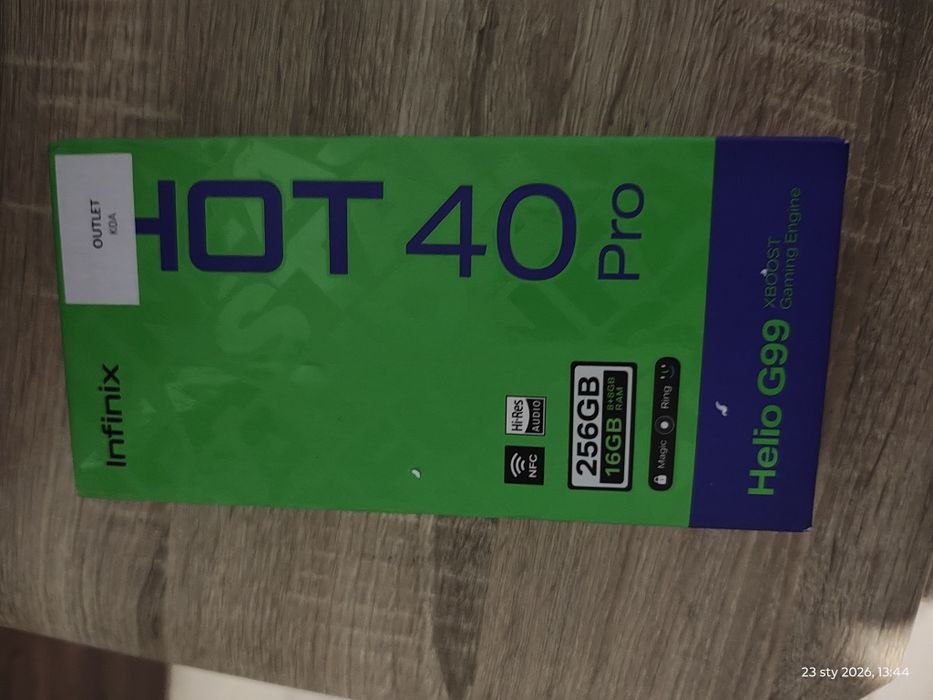 OUTLET
K0A
HOT 40 Pro
Infinix
Hi-Res
AUDIO
NFC
256GB
16GB 8+8GB
RAM
Magic Ring
Helio G99 XBOOST
Gaming Engine
23 sty 2026, 13:44